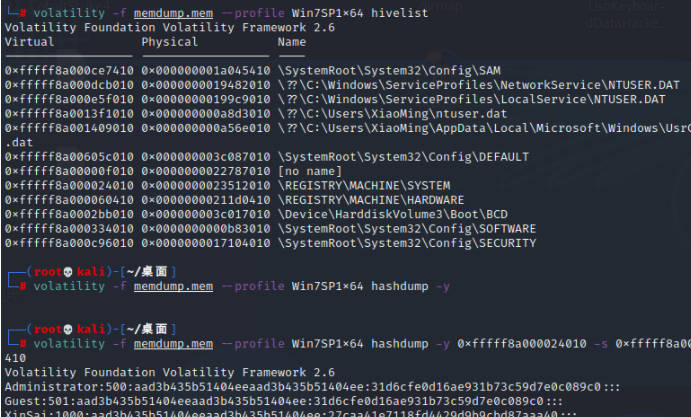 volatility -f memdump.mem --profile Win7SP1×64 hivelist
Volatility Foundation Volatility Framework 2.6
Virtual Physical Name
0×fffff8a000ce7410 0×000000001a045410 \SystemRoot\System32\Config\SAM
0×fffff8a000dcb010 0×0000000019482010 \??\C:\Windows\ServiceProfiles\NetworkService\NTUSER.DAT
0×fffff8a000e5f010 0×00000000199c9010 \??\C:\Windows\ServiceProfiles\LocalService\NTUSER.DAT
0×fffff8a0013f1010 0×000000000a8d3010 \??\C:\Users\XiaoMing\ntuser.dat
0×fffff8a001409010 0×000000000a56e010 \??\C:\Users\XiaoMing\AppData\Local\Microsoft\Windows\UsrC
.dat
0×fffff8a00605c010 0×000000003c087010 \SystemRoot\System32\Config\DEFAULT
0×fffff8a00000f010 0×0000000022787010 [no name]
0×fffff8a000024010 0×0000000023512010 \REGISTRY\MACHINE\SYSTEM
0×fffff8a000060410 0×00000000211d0410 \REGISTRY\MACHINE\HARDWARE
0×fffff8a0002bb010 0×000000003c017010 \Device\HarddiskVolume3\Boot\BCD
0×fffff8a000334010 0×000000000b83010 \SystemRoot\System32\Config\SOFTWARE
0×fffff8a000c96010 0×0000000017104010 \SystemRoot\System32\Config\SECURITY
(root💀kali)-[~/桌面]
# volatility -f memdump.mem --profile Win7SP1×64 hashdump -y
(root💀kali)-[~/桌面]
# volatility -f memdump.mem --profile Win7SP1×64 hashdump -y 0×fffff8a000024010 -s 0×fffff8a00
410
Volatility Foundation Volatility Framework 2.6
Administrator:500:aad3b435b51404eeaad3b435b51404ee:31d6cfe0d16ae931b73c59d7e0c089c0:::
Guest:501:aad3b435b51404eeaad3b435b51404ee:31d6cfe0d16ae931b73c59d7e0c089c0:::
XinSai:1000:aad3b435b51404eeaad3b435b51404ee:27caa41e7118fd4429d9b9cbd87aaa40:::